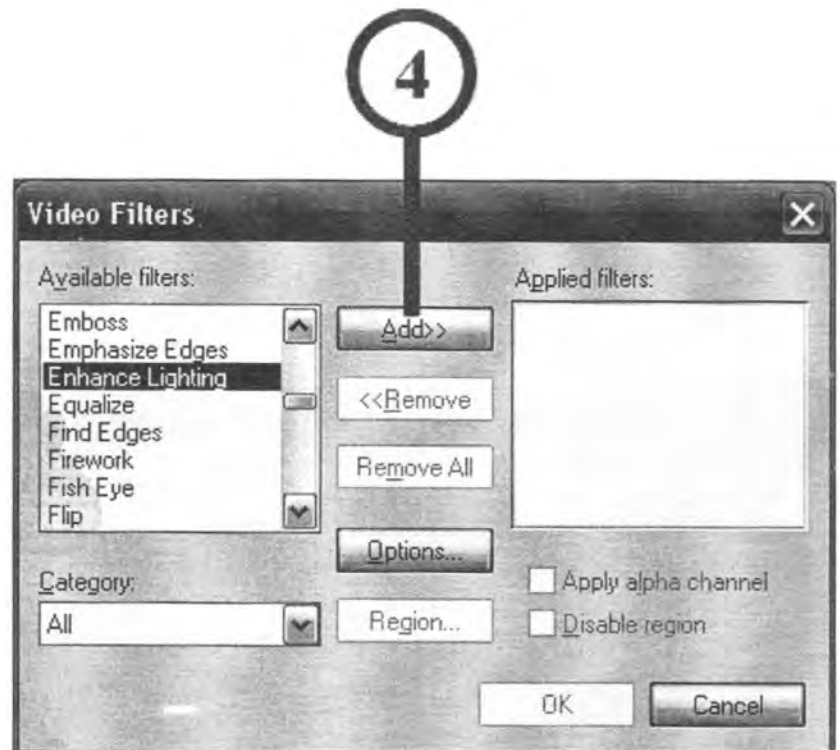 4
Video Filters
Available filters:
Emboss
Emphasize Edges
Enhance Lighting
Equalize
Find Edges
Firework
Fish Eye
Flip
Category:
All
Add>>
<<Remove
Remove All
Options...
Region...
Applied filters:
Apply alpha channel
Disable region
OK
Cancel